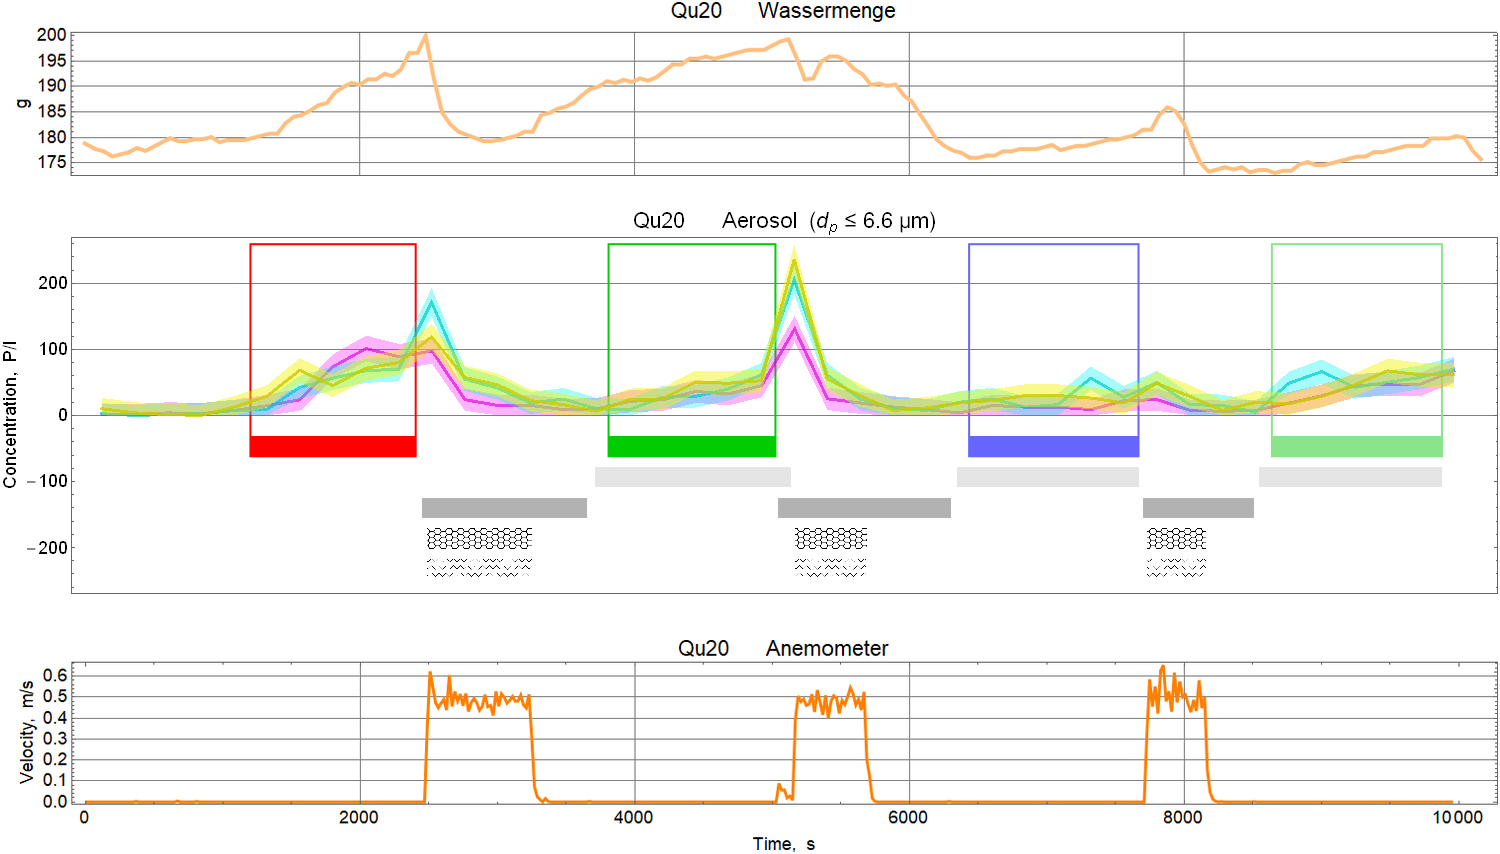 Qu20 Wassermenge
200
195
190
185
180
175
g
Qu20 Aerosol (dp ≤ 6.6 µm)
200
100
0
−100
−200
Concentration, P/l
Qu20 Anemometer
0.6
0.5
0.4
0.3
0.2
0.1
0.0
Velocity, m/s
0 2000 4000 6000 8000 10000
Time, s